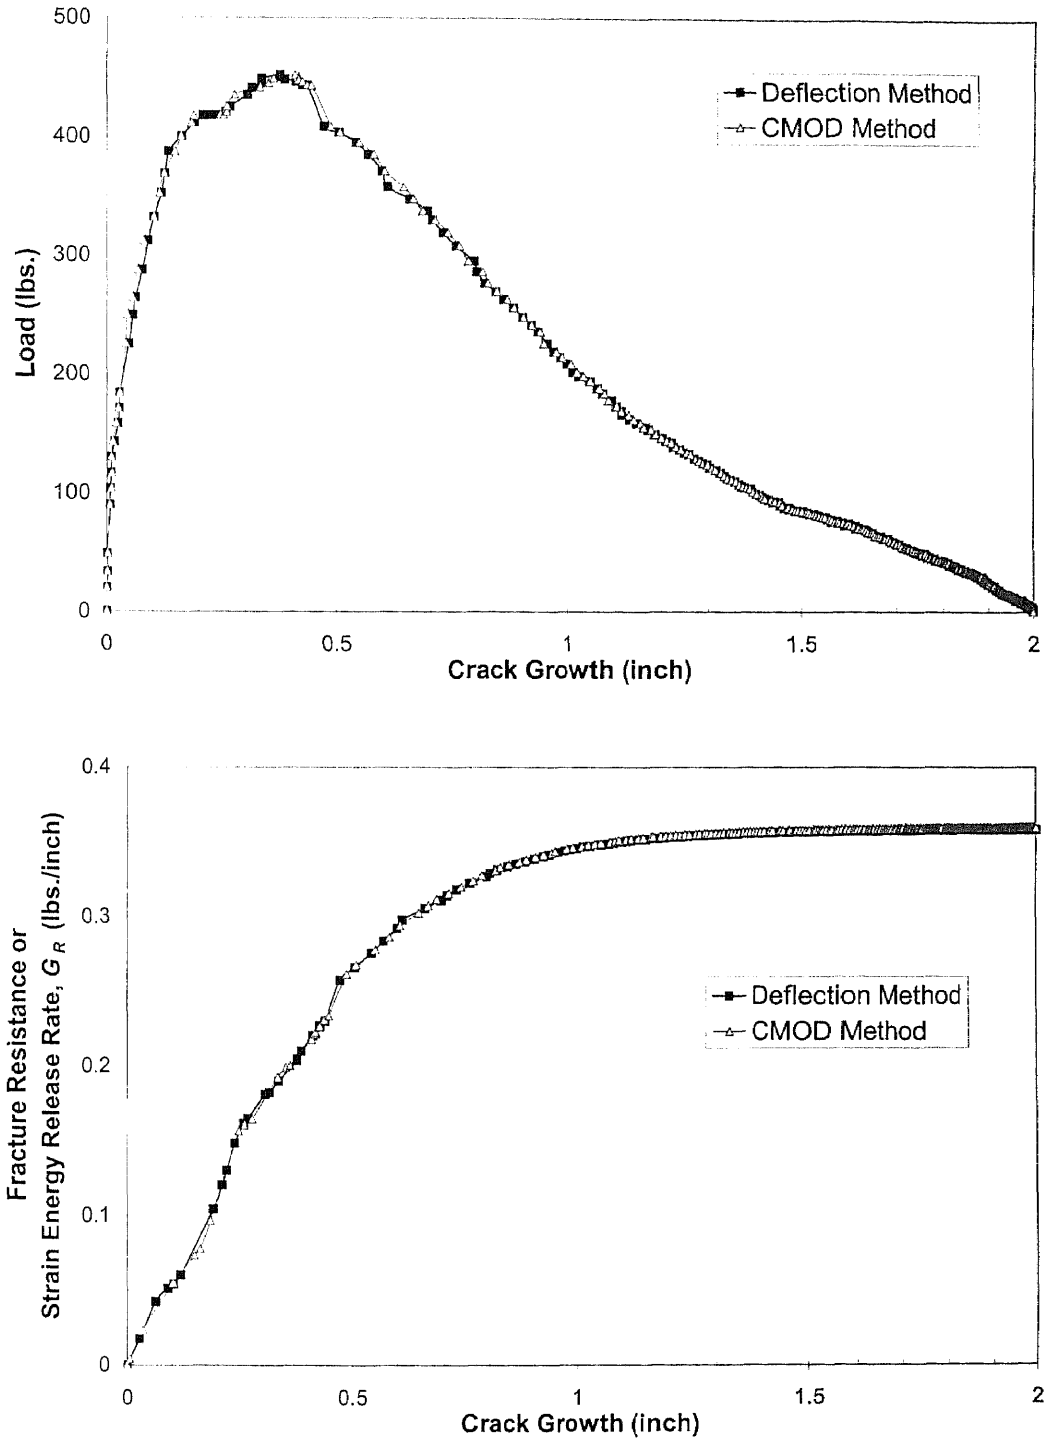 500
400
300
200
100
0
Load (lbs.)
Deflection Method
CMOD Method
0 0.5 1 1.5 2
Crack Growth (inch)
0.4
0.3
0.2
0.1
0
Fracture Resistance or
Strain Energy Release Rate, G R (lbs./inch)
Deflection Method
CMOD Method
0 0.5 1 1.5 2
Crack Growth (inch)